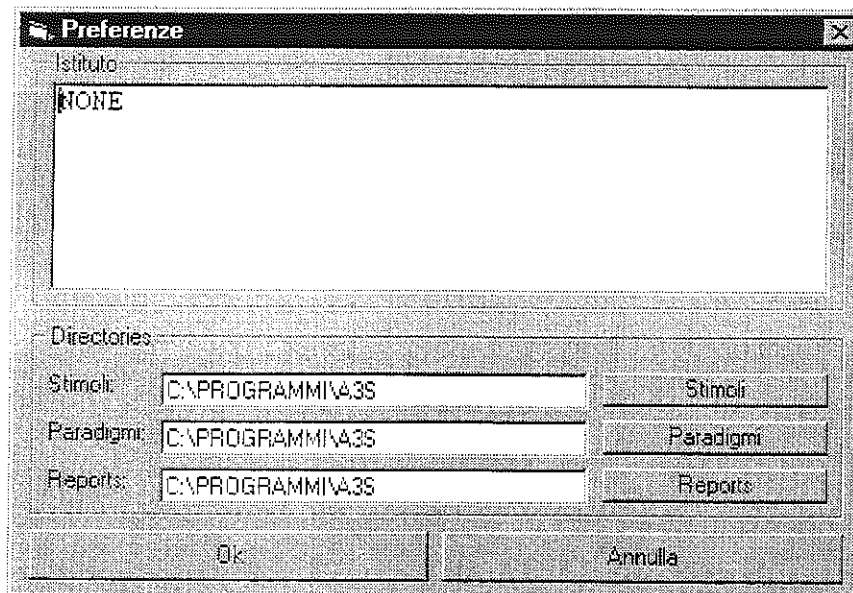 Preferenze
Istituto
NONE
Directories
Stimoli: C:\PROGRAMMI\A3S Stimoli
Paradigmi: C:\PROGRAMMI\A3S Paradigmi
Reports: C:\PROGRAMMI\A3S Reports
Ok Annulla